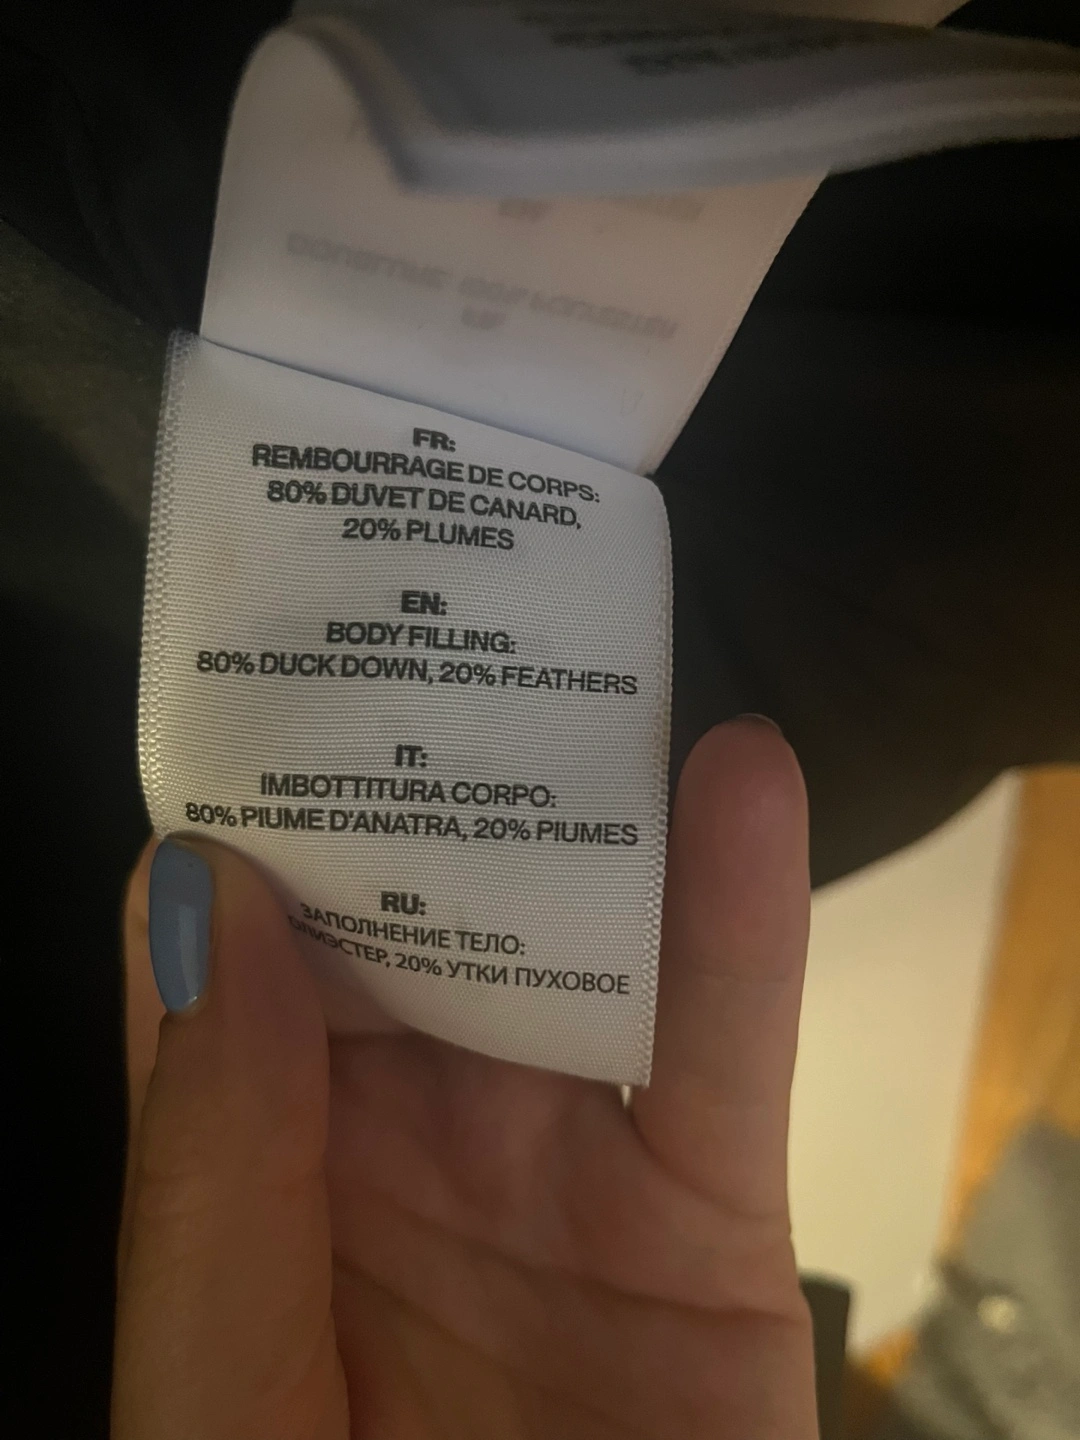 FR:
REMBOURRAGE DE CORPS:
80% DUVET DE CANARD,
20% PLUMES
EN:
BODY FILLING:
80% DUCK DOWN, 20% FEATHERS
IT:
IMBOTTITURA CORPO:
80% PIUME D'ANATRA, 20% PIUMES
RU:
ЗАПОЛНЕНИЕ ТЕЛО:
20% УТКИ ПУХОВОЕ